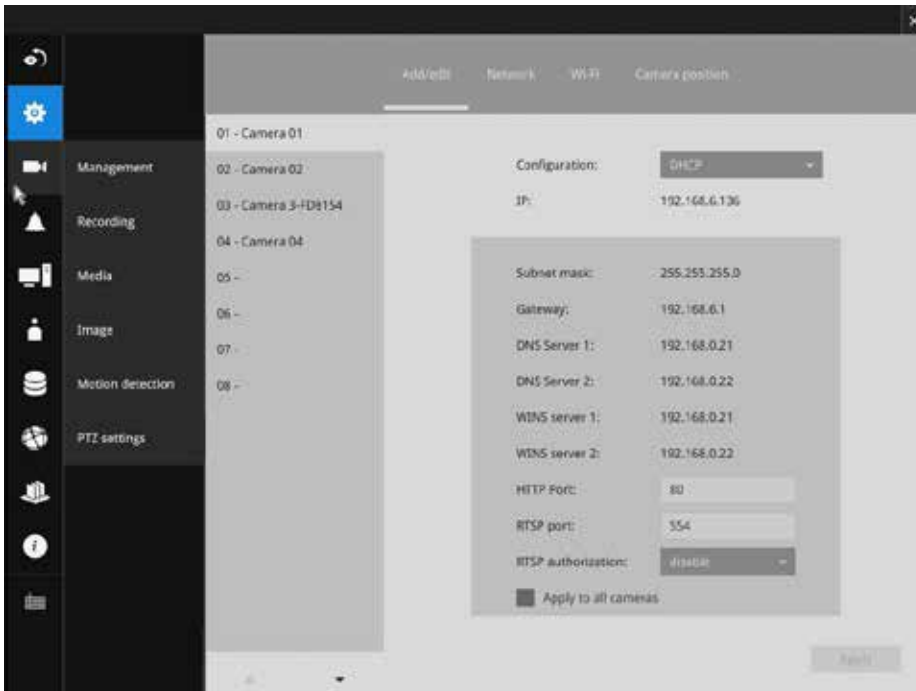 Add/edit Network Wi-Fi Camera position
Management
Recording
Media
Image
Motion detection
PTZ settings
01 - Camera 01
02 - Camera 02
03 - Camera 3-FD8154
04 - Camera 04
05 -
06 -
07 -
08 -
Configuration: DHCP
IP: 192.168.6.136
Subnet mask: 255.255.255.0
Gateway: 192.168.6.1
DNS Server 1: 192.168.0.21
DNS Server 2: 192.168.0.22
WINS server 1: 192.168.0.21
WINS server 2: 192.168.0.22
HTTP Port: 80
RTSP port: 554
RTSP authorization: disable
Apply to all cameras
Apply